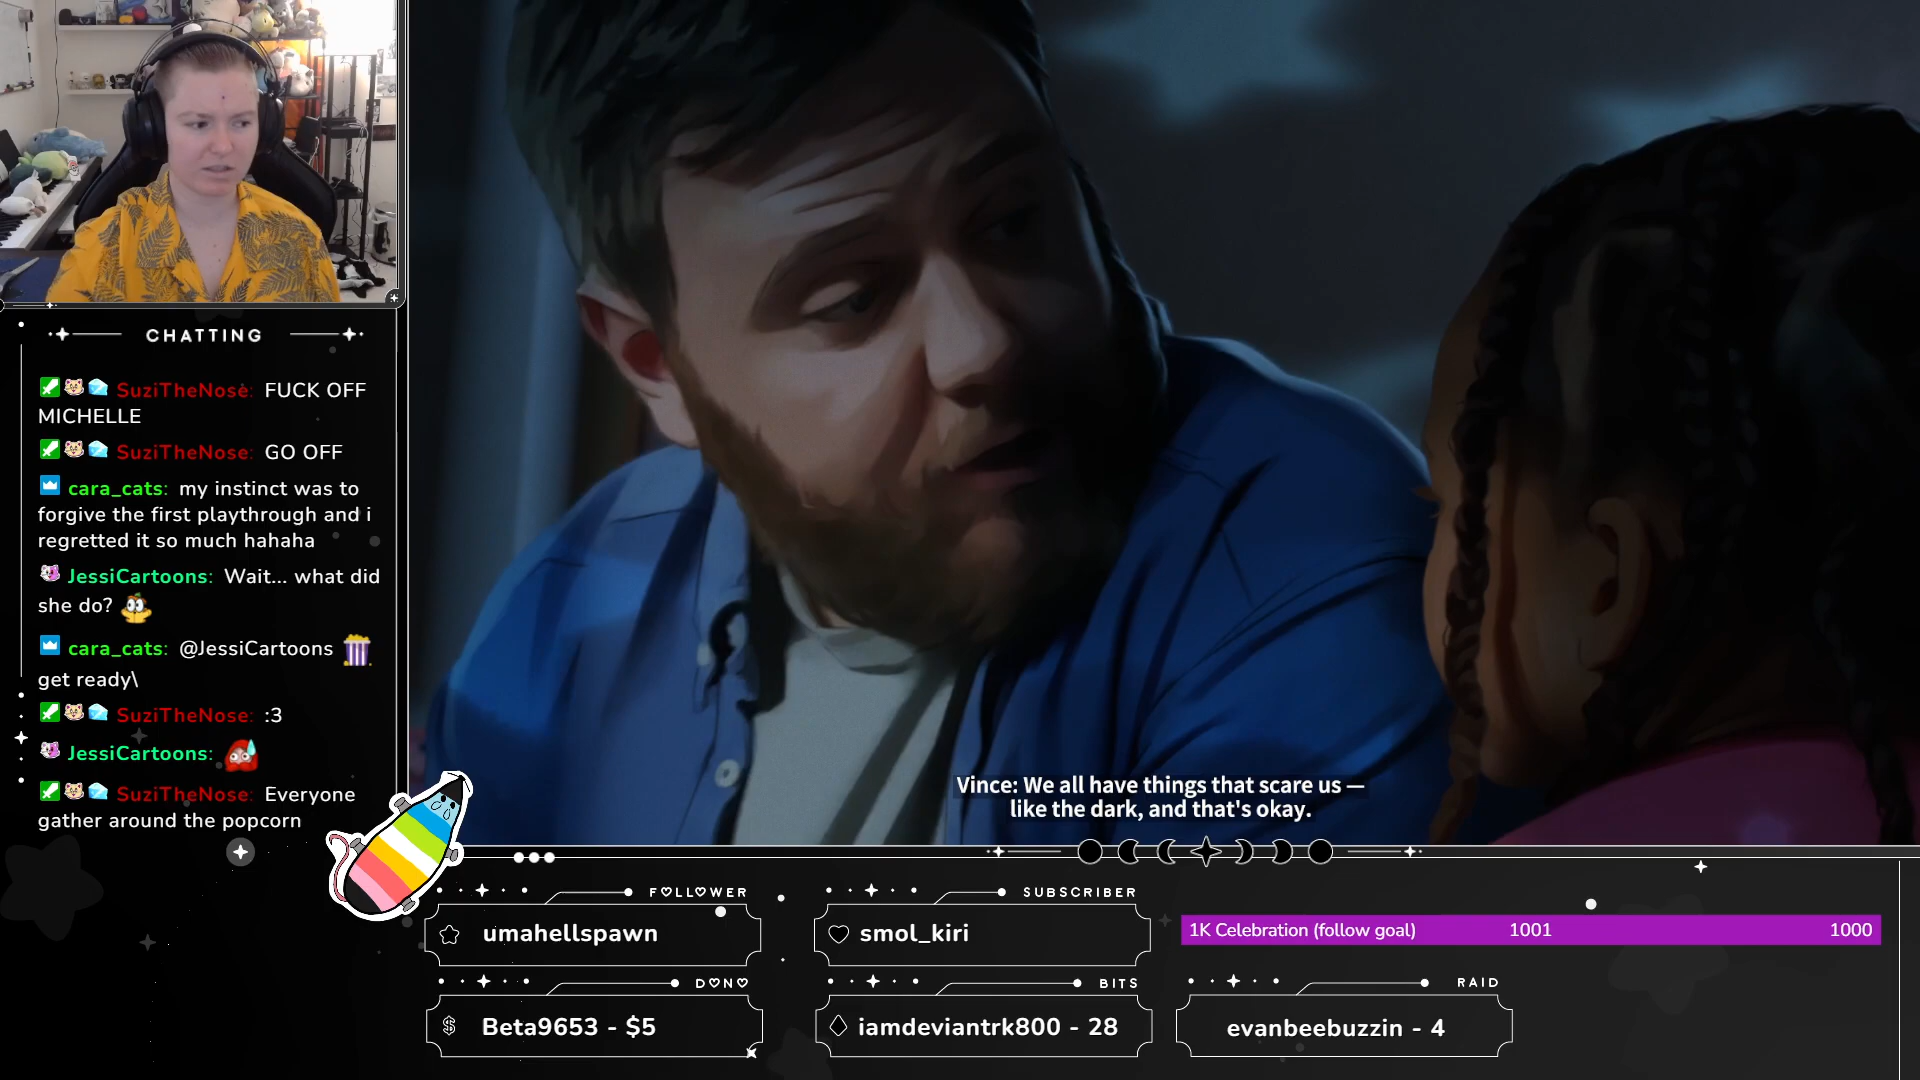 CHATTING
SuziTheNose: FUCK OFF
MICHELLE
SuziTheNose: GO OFF
cara_cats: my instinct was to
forgive the first playthrough and i
regretted it so much hahaha
JessiCartoons: Wait... what did
she do?
cara_cats: @JessiCartoons
get ready\
SuziTheNose: :3
JessiCartoons:
SuziTheNose: Everyone
gather around the popcorn
Vince: We all have things that scare us —
like the dark, and that's okay.
F♡LL♡WER
umahellspawn
SUBSCRIBER
smol_kiri
1K Celebration (follow goal) 1001 1000
D♡N♡
$ Beta9653 - $5
BITS
iamdeviantrk800 - 28
RAID
evanbeebuzzin - 4